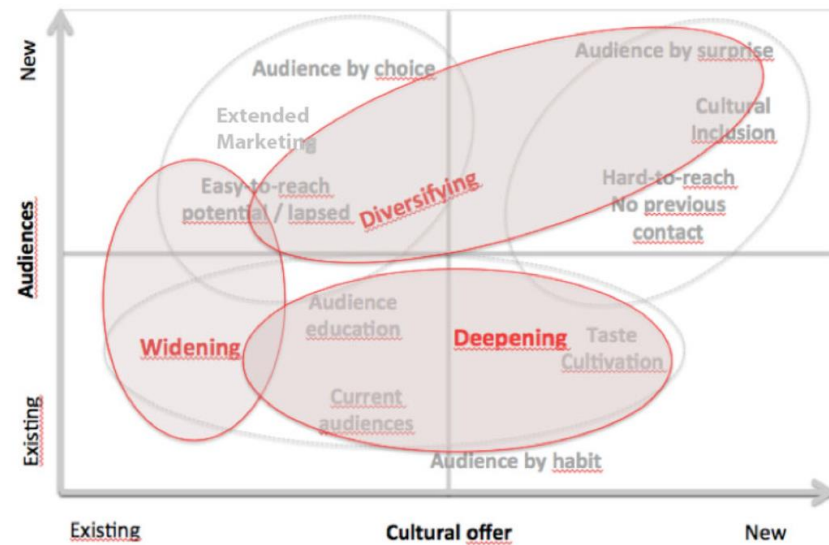 New
Audience by choice
Audience by surprise
Extended
Marketing
Cultural
Inclusion
Easy-to-reach
potential / lapsed
Diversifying
Hard-to-reach
No previous
contact
Audiences
Audience
education
Widening
Deepening
Taste
Cultivation
Existing
Current
audiences
Audience by habit
Existing
Cultural offer
New